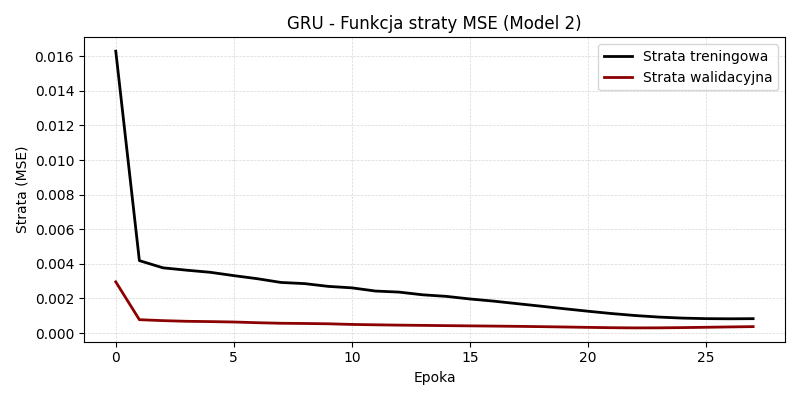 GRU - Funkcja straty MSE (Model 2)
Strata treningowa
Strata walidacyjna
Strata (MSE)
0.016
0.014
0.012
0.010
0.008
0.006
0.004
0.002
0.000
0 5 10 15 20 25
Epoka